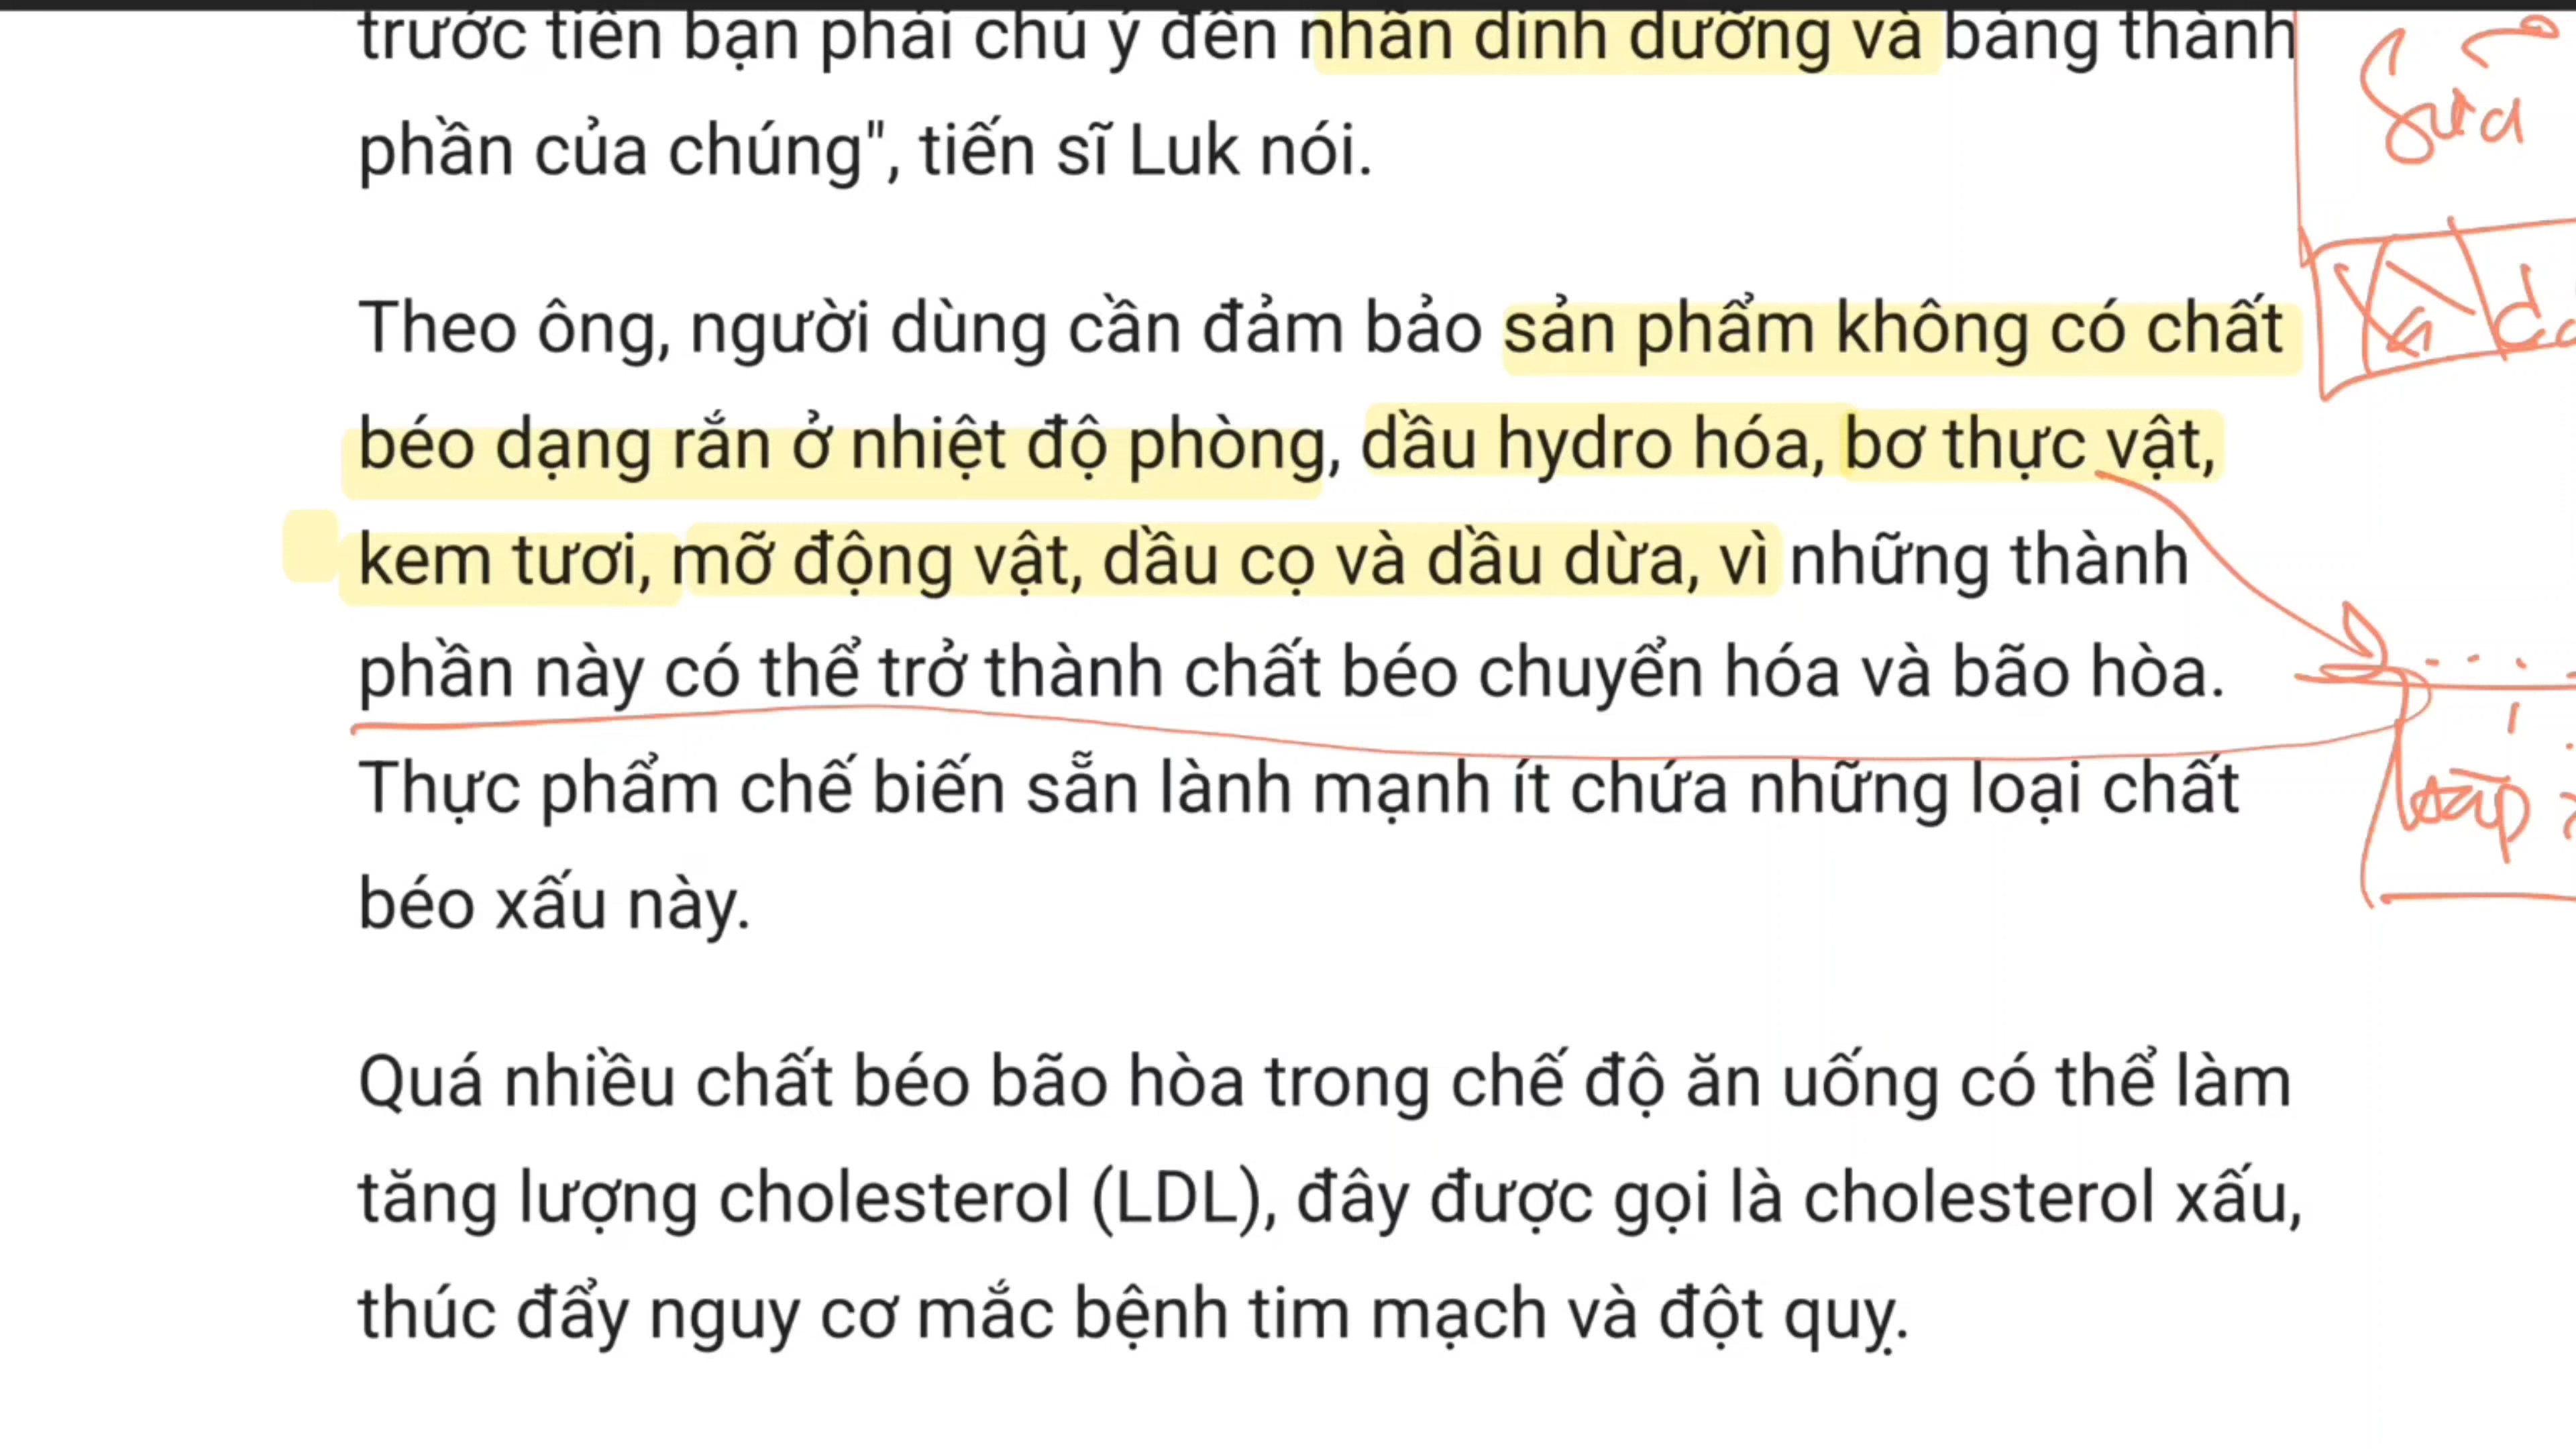 trước tiên bạn phải chú ý đến nhãn dinh dưỡng và bảng thành
phần của chúng", tiến sĩ Luk nói.
Theo ông, người dùng cần đảm bảo sản phẩm không có chất
béo dạng rắn ở nhiệt độ phòng, dầu hydro hóa, bơ thực vật,
kem tươi, mỡ động vật, dầu cọ và dầu dừa, vì những thành
phần này có thể trở thành chất béo chuyển hóa và bão hòa.
Thực phẩm chế biến sẵn lành mạnh ít chứa những loại chất
béo xấu này.
Quá nhiều chất béo bão hòa trong chế độ ăn uống có thể làm
tăng lượng cholesterol (LDL), đây được gọi là cholesterol xấu,
thúc đẩy nguy cơ mắc bệnh tim mạch và đột quỵ.